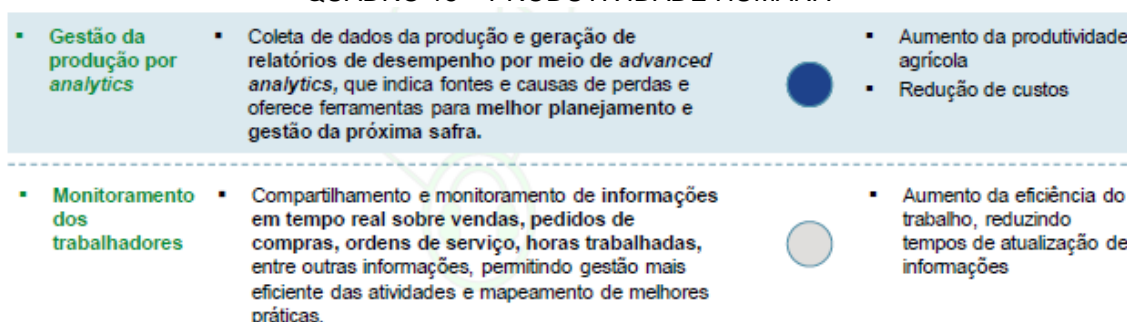 ▪ Gestão da produção por analytics
▪ Coleta de dados da produção e geração de
relatórios de desempenho por meio de advanced
analytics, que indica fontes e causas de perdas e
oferece ferramentas para melhor planejamento e
gestão da próxima safra.
▪ Aumento da produtividade
agrícola
▪ Redução de custos
▪ Monitoramento
dos
trabalhadores
▪ Compartilhamento e monitoramento de informações
em tempo real sobre vendas, pedidos de
compras, ordens de serviço, horas trabalhadas,
entre outras informações, permitindo gestão mais
eficiente das atividades e mapeamento de melhores
práticas.
▪ Aumento da eficiência do
trabalho, reduzindo
tempos de atualização de
informações